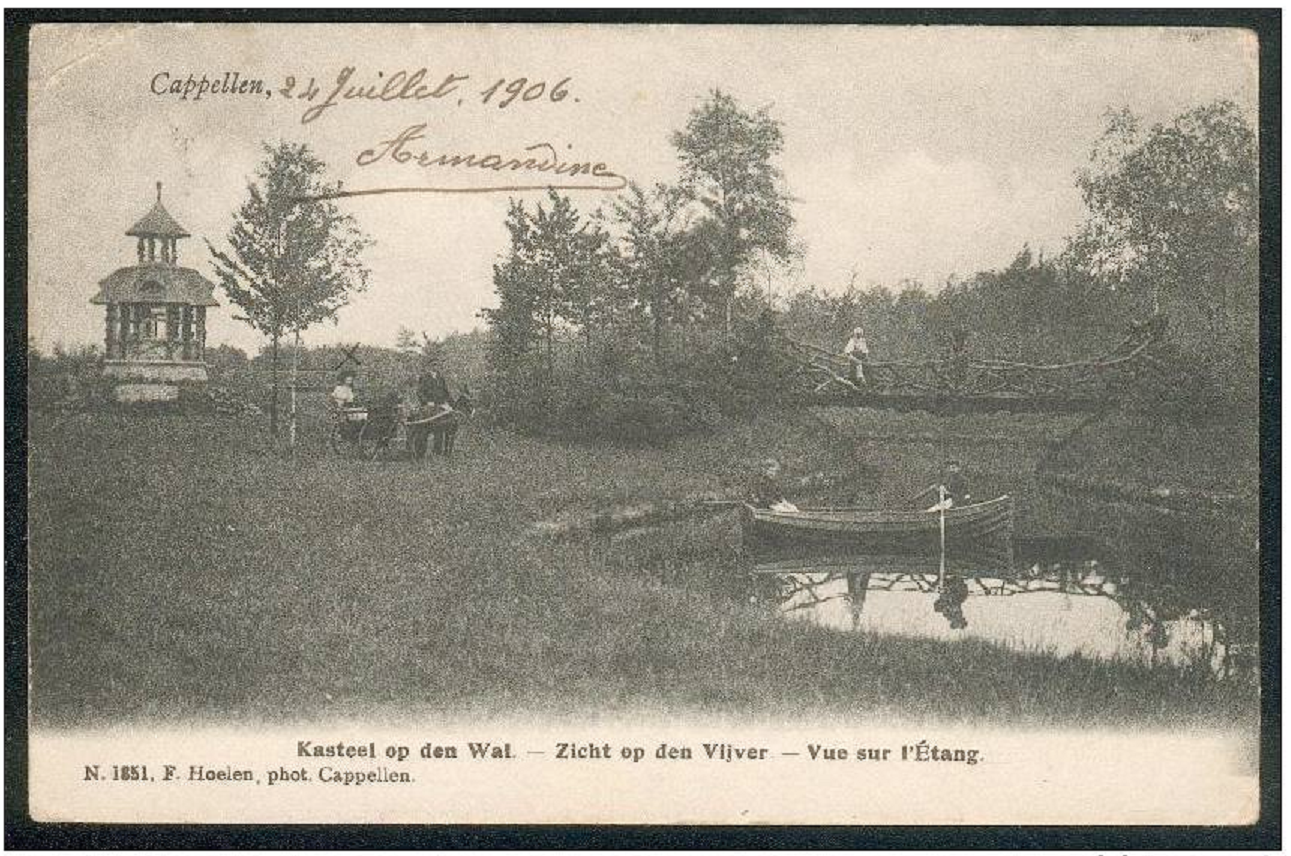 Cappellen, 24 Juillet. 1906.
Armandine
Kasteel op den Wal. — Zicht op den Vijver — Vue sur l'Étang.
N. 1851, F. Hoelen, phot. Cappellen.